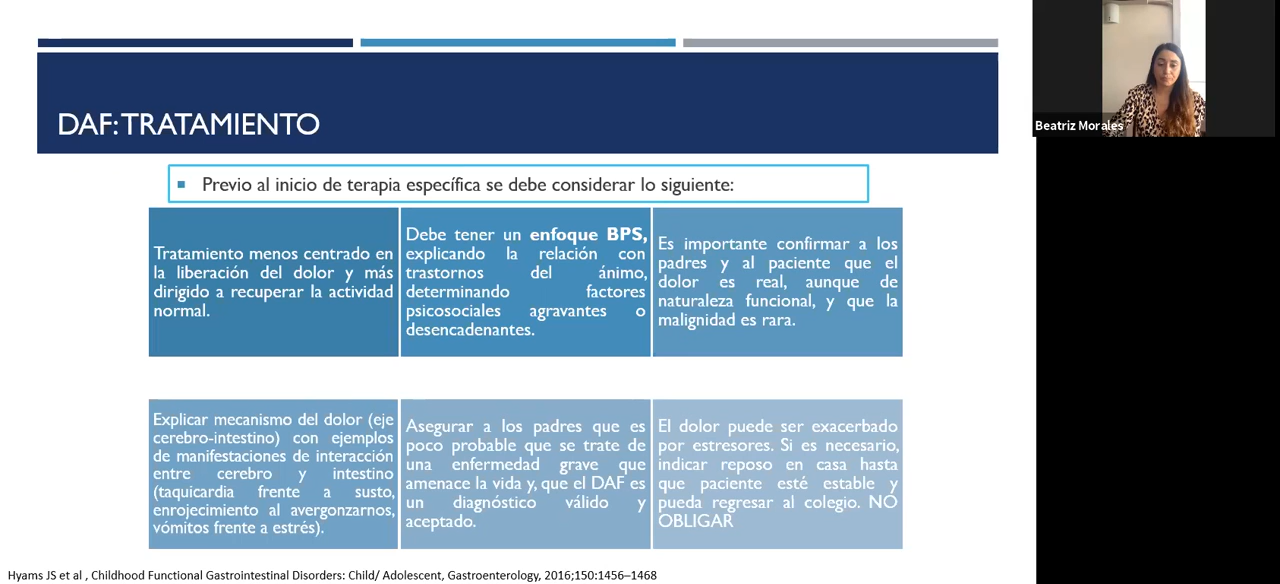 DAF: TRATAMIENTO
Previo al inicio de terapia específica se debe considerar lo siguiente:
Tratamiento menos centrado en
la liberación del dolor y más
dirigido a recuperar la actividad
normal.
Debe tener un enfoque BPS,
explicando la relación con
trastornos del ánimo,
determinando factores
psicosociales agravantes o
desencadenantes.
Es importante confirmar a los
padres y al paciente que el
dolor es real, aunque de
naturaleza funcional, y que la
malignidad es rara.
Explicar mecanismo del dolor (eje
cerebro-intestino) con ejemplos
de manifestaciones de interacción
entre cerebro y intestino
(taquicardia frente a susto,
enrojecimiento al avergonzarnos,
vómitos frente a estrés).
Asegurar a los padres que es
poco probable que se trate de
una enfermedad grave que
amenace la vida y, que el DAF es
un diagnóstico válido y
aceptado.
El dolor puede ser exacerbado
por estresores. Si es necesario,
indicar reposo en casa hasta
que paciente esté estable y
pueda regresar al colegio. NO
OBLIGAR
Hyams JS et al , Childhood Functional Gastrointestinal Disorders: Child/ Adolescent, Gastroenterology, 2016;150:1456–1468
Beatriz Morales